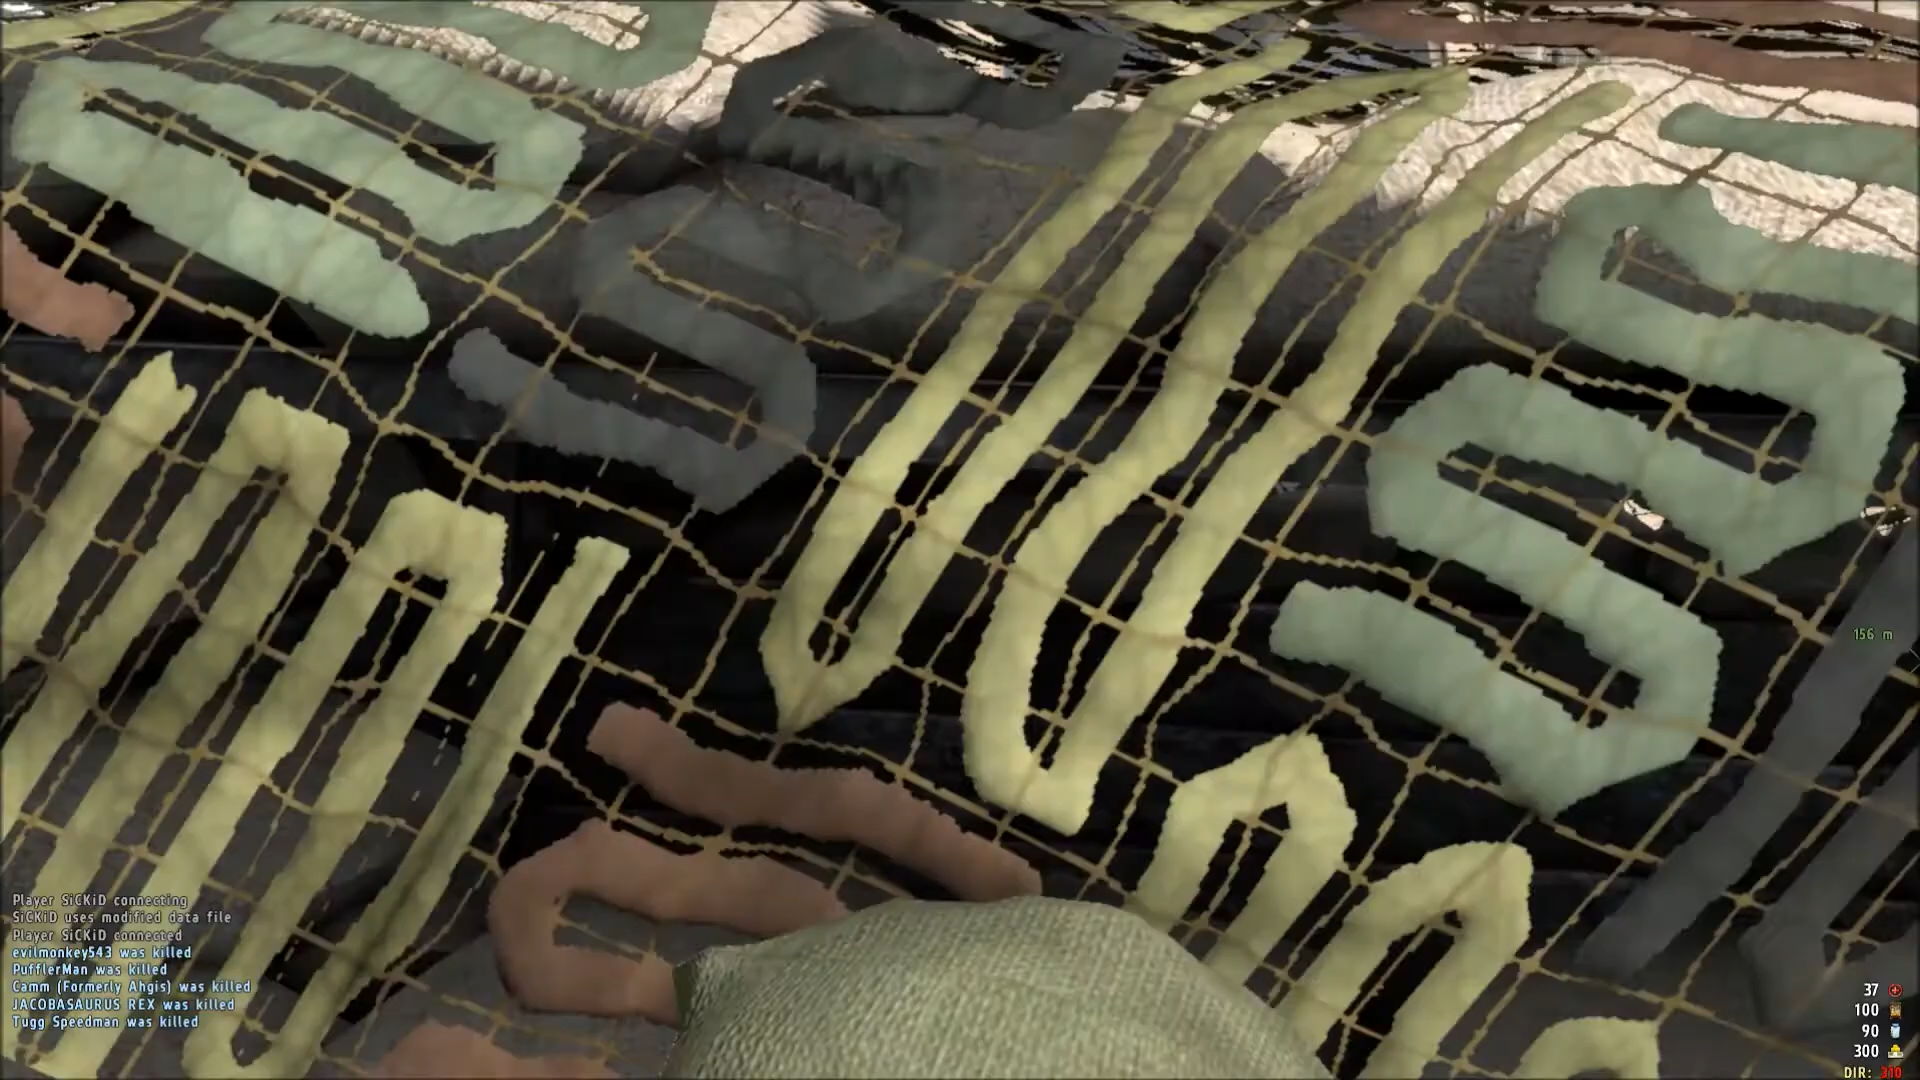 156 m
Player SiCKiD connecting
SiCKiD uses modified data file
Player SiCKiD connected
evilmonkey543 was killed
PufflerMan was killed
Camm (Formerly Ahgis) was killed
JACOBASAURUS REX was killed
Tugg Speedman was killed
37
100
90
300
DIR: 310